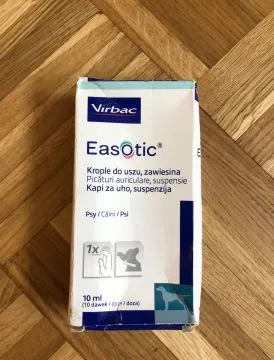 Virbac
Easotic®
Krople do uszu, zawiesina
Picături auriculare, suspensie
Kapi za uho, suspenzija
Psy / Câini / Psi
1x
10 ml
(10 dawek / doze / doza)